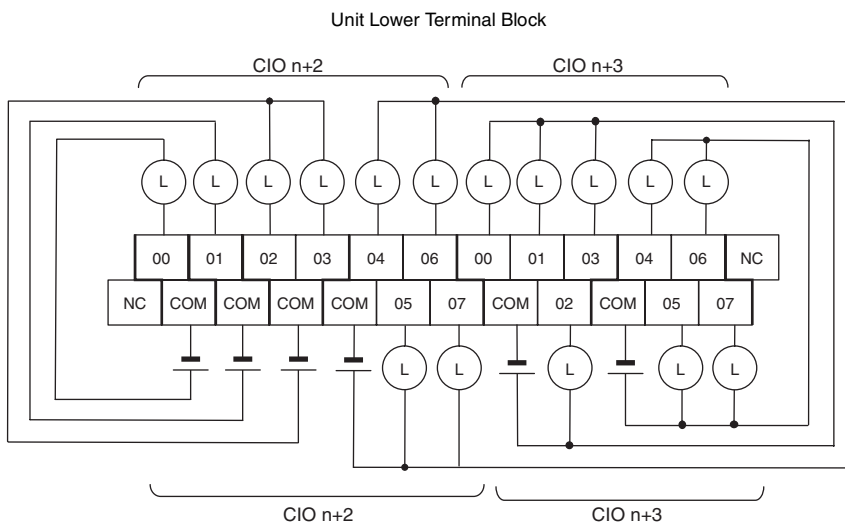 Unit Lower Terminal Block
CIO n+2 CIO n+3
L L L L L L L L L L L
00 01 02 03 04 06 00 01 03 04 06 NC
NC COM COM COM COM 05 07 COM 02 COM 05 07
L L L L L
CIO n+2 CIO n+3